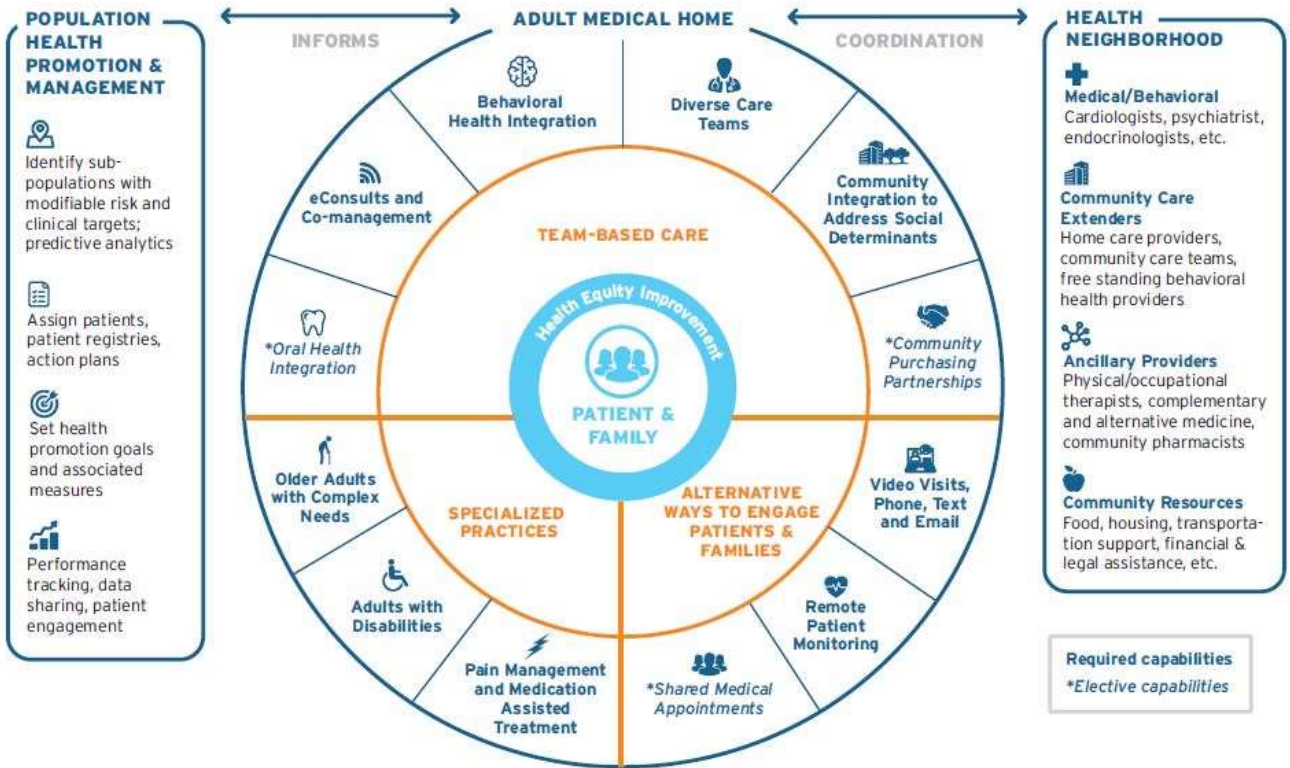 POPULATION
HEALTH
PROMOTION &
MANAGEMENT
Identify sub-
populations with
modifiable risk and
clinical targets;
predictive analytics
Assign patients,
patient registries,
action plans
Set health
promotion goals
and associated
measures
Performance
tracking, data
sharing, patient
engagement
INFORMS
ADULT MEDICAL HOME
COORDINATION
Behavioral
Health Integration
Diverse Care
Teams
eConsults and
Co-management
Community
Integration to
Address Social
Determinants
*Oral Health
Integration
*Community
Purchasing
Partnerships
TEAM-BASED CARE
Health Equity Improvement
PATIENT &
FAMILY
SPECIALIZED
PRACTICES
ALTERNATIVE
WAYS TO ENGAGE
PATIENTS &
FAMILIES
Older Adults
with Complex
Needs
Video Visits,
Phone, Text
and Email
Adults with
Disabilities
Remote
Patient
Monitoring
Pain Management
and Medication
Assisted
Treatment
*Shared Medical
Appointments
HEALTH
NEIGHBORHOOD
Medical/Behavioral
Cardiologists, psychiatrist,
endocrinologists, etc.
Community Care
Extenders
Home care providers,
community care teams,
free standing behavioral
health providers
Ancillary Providers
Physical/occupational
therapists, complementary
and alternative medicine,
community pharmacists
Community Resources
Food, housing, transporta-
tion support, financial &
legal assistance, etc.
Required capabilities
*Elective capabilities